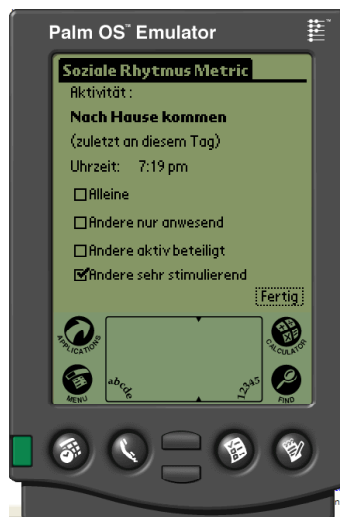 Palm OS™ Emulator
Soziale Rhytmus Metric
Aktivität:
Nach Hause kommen
(zuletzt an diesem Tag)
Uhrzeit: 7:19 pm
Alleine
Andere nur anwesend
Andere aktiv beteiligt
Andere sehr stimulierend
Fertig
APPLICATIONS
CALCULATOR
MENU
abcde
12345
FIND